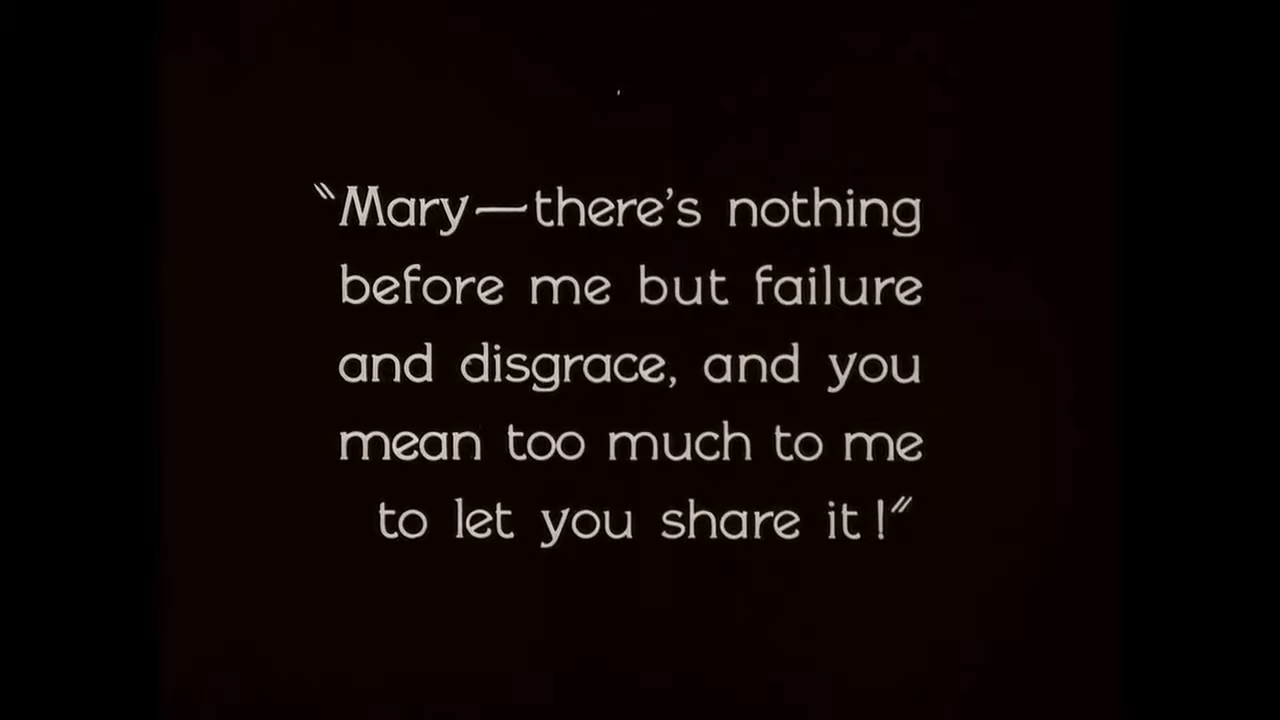 “Mary—there’s nothing
before me but failure
and disgrace, and you
mean too much to me
to let you share it!”